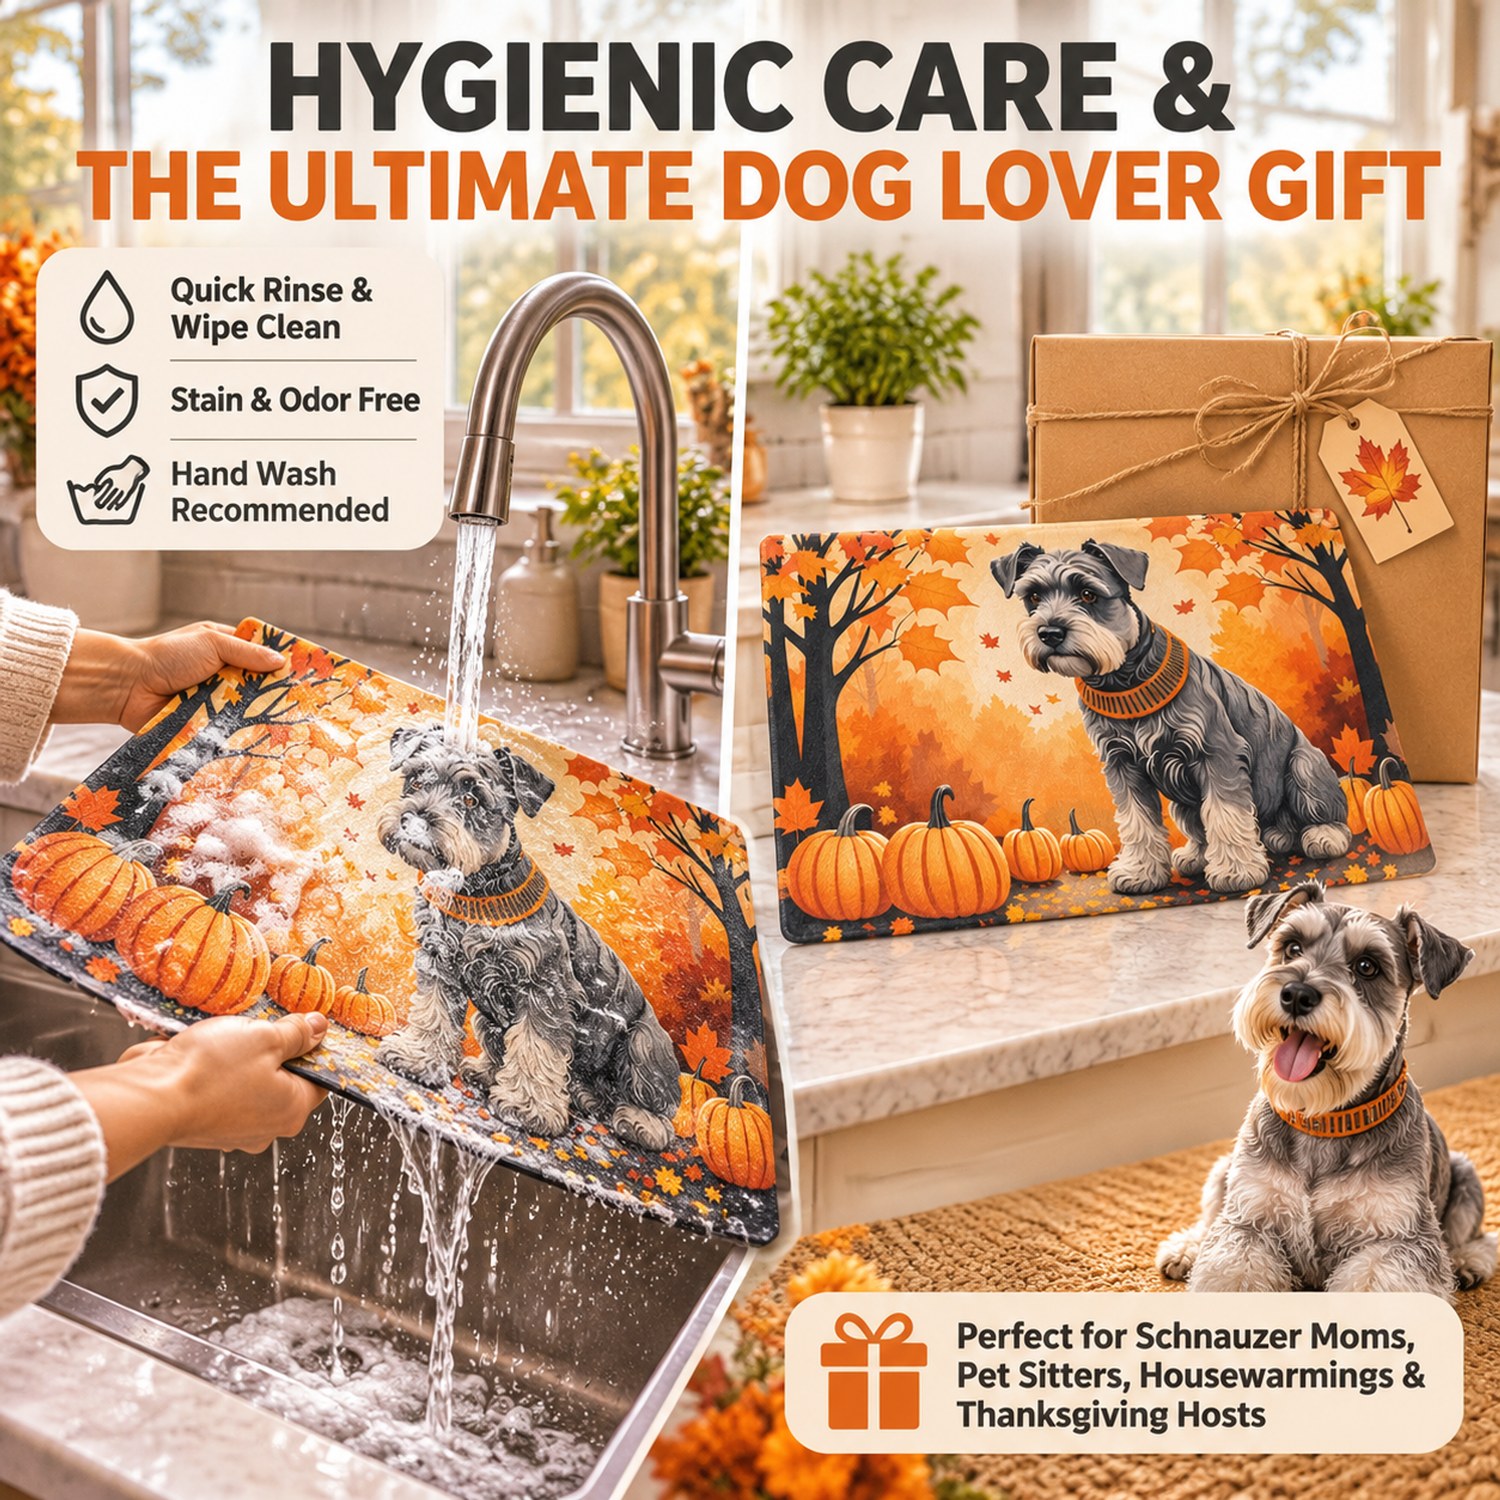 HYGIENIC CARE &
THE ULTIMATE DOG LOVER GIFT
Quick Rinse &
Wipe Clean
Stain & Odor Free
Hand Wash
Recommended
Perfect for Schnauzer Moms,
Pet Sitters, Housewarmings &
Thanksgiving Hosts